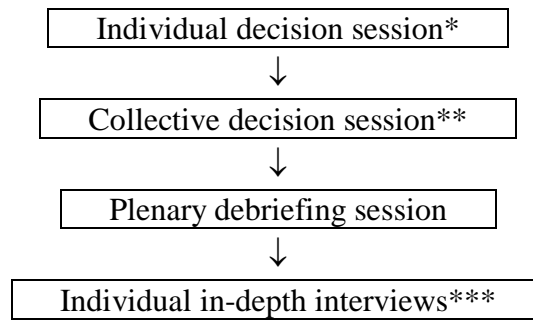 Individual decision session*
↓
Collective decision session**
↓
Plenary debriefing session
↓
Individual in-depth interviews***